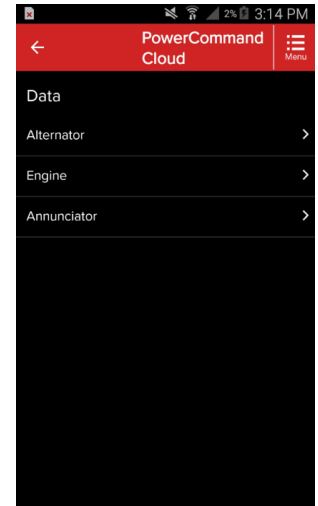 2% 3:14 PM
PowerCommand
Cloud
Menu
Data
Alternator
Engine
Annunciator